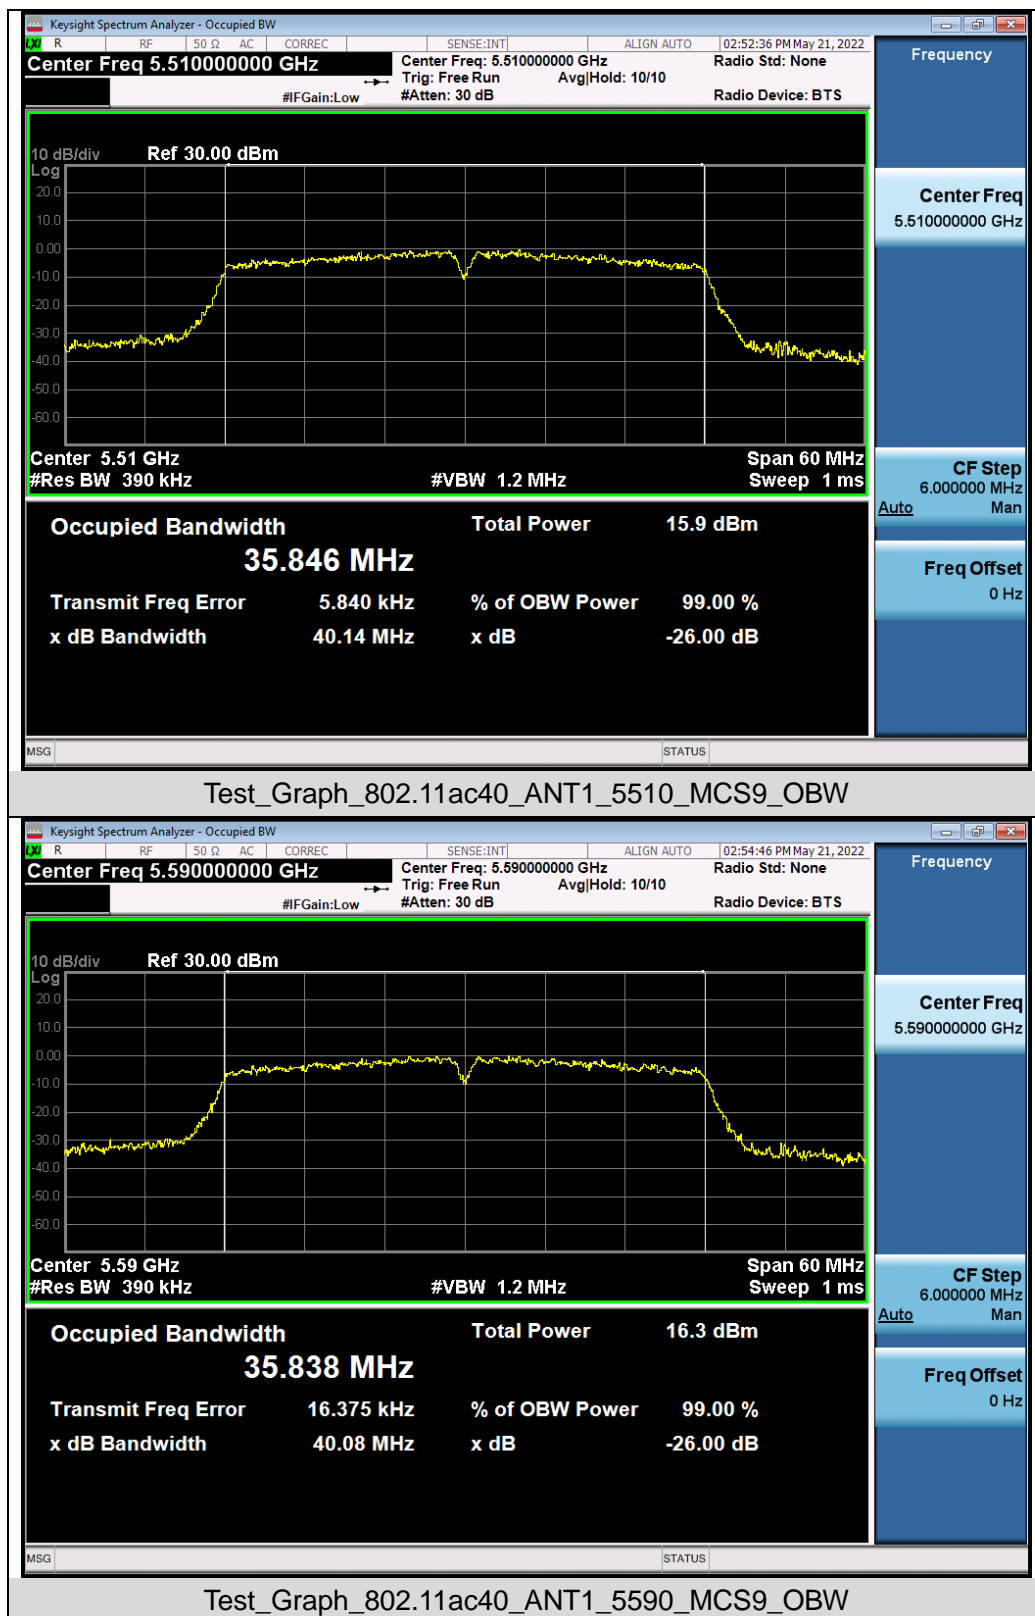 Keysight Spectrum Analyzer - Occupied BW
LXI R RF 50 Ω AC CORREC SENSE:INT ALIGN AUTO 02:52:36 PM May 21, 2022
Center Freq 5.510000000 GHz
Center Freq: 5.510000000 GHz
Radio Std: None
Trig: Free Run Avg|Hold: 10/10
#IFGain:Low
#Atten: 30 dB
Radio Device: BTS
10 dB/div Ref 30.00 dBm
Log
20.0
10.0
0.00
-10.0
-20.0
-30.0
-40.0
-50.0
-60.0
Center 5.51 GHz Span 60 MHz
#Res BW 390 kHz #VBW 1.2 MHz Sweep 1 ms
Occupied Bandwidth Total Power 15.9 dBm
35.846 MHz
Transmit Freq Error 5.840 kHz % of OBW Power 99.00 %
x dB Bandwidth 40.14 MHz x dB -26.00 dB
Frequency
Center Freq
5.510000000 GHz
CF Step
6.000000 MHz
Auto Man
Freq Offset
0 Hz
MSG STATUS
Test_Graph_802.11ac40_ANT1_5510_MCS9_OBW
Keysight Spectrum Analyzer - Occupied BW
LXI R RF 50 Ω AC CORREC SENSE:INT ALIGN AUTO 02:54:46 PM May 21, 2022
Center Freq 5.590000000 GHz
Center Freq: 5.590000000 GHz
Radio Std: None
Trig: Free Run Avg|Hold: 10/10
#IFGain:Low
#Atten: 30 dB
Radio Device: BTS
10 dB/div Ref 30.00 dBm
Log
20.0
10.0
0.00
-10.0
-20.0
-30.0
-40.0
-50.0
-60.0
Center 5.59 GHz Span 60 MHz
#Res BW 390 kHz #VBW 1.2 MHz Sweep 1 ms
Occupied Bandwidth Total Power 16.3 dBm
35.838 MHz
Transmit Freq Error 16.375 kHz % of OBW Power 99.00 %
x dB Bandwidth 40.08 MHz x dB -26.00 dB
Frequency
Center Freq
5.590000000 GHz
CF Step
6.000000 MHz
Auto Man
Freq Offset
0 Hz
MSG STATUS
Test_Graph_802.11ac40_ANT1_5590_MCS9_OBW